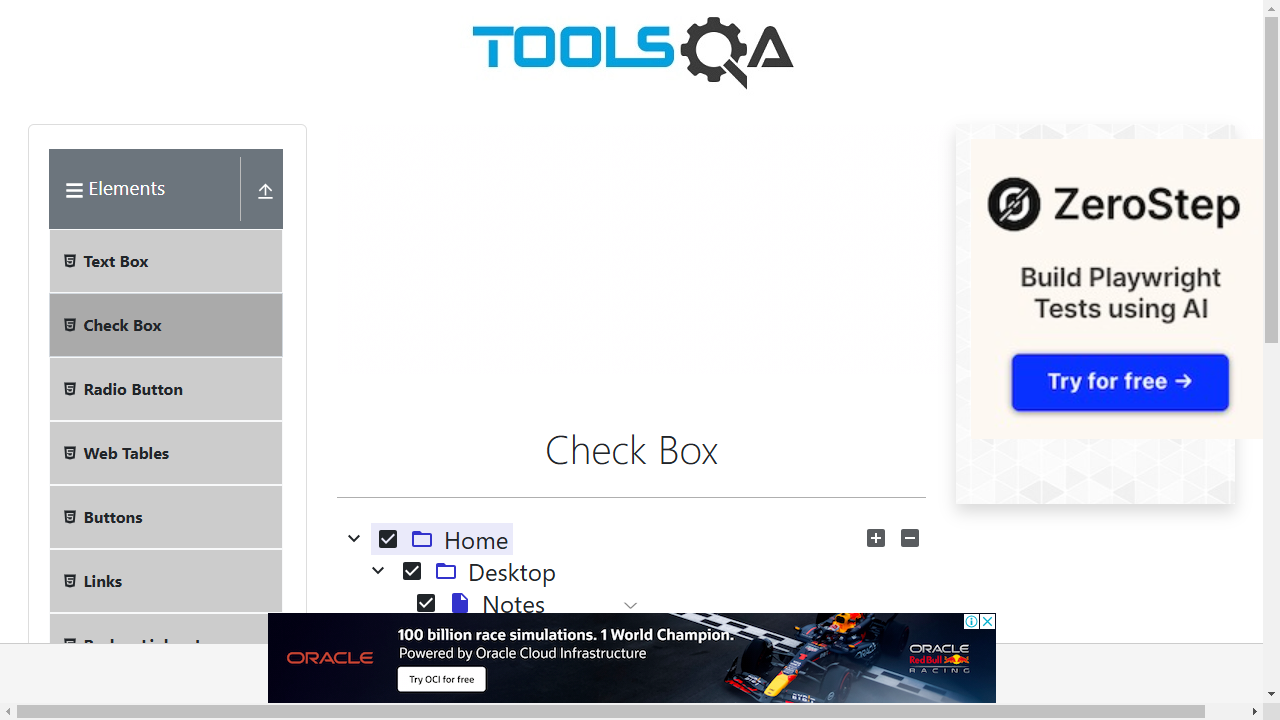 TOOLSQA
Elements
Text Box
Check Box
Radio Button
Web Tables
Buttons
Links
ZeroStep
Build Playwright
Tests using AI
Try for free →
Check Box
Home
Desktop
Notes
ORACLE
100 billion race simulations. 1 World Champion.
Powered by Oracle Cloud Infrastructure
Try OCI for free
ORACLE
Red Bull
RACING